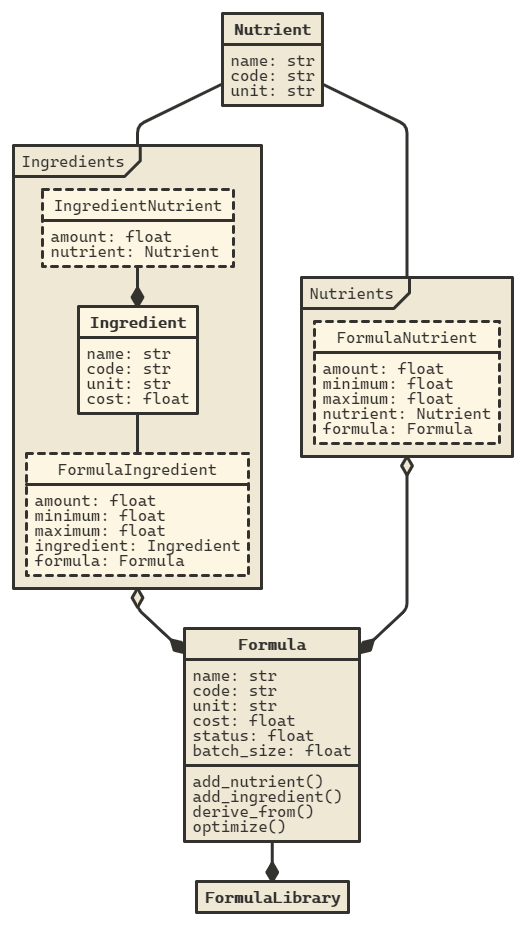 Nutrient
name: str
code: str
unit: str
Ingredients
IngredientNutrient
amount: float
nutrient: Nutrient
Ingredient
name: str
code: str
unit: str
cost: float
FormulaIngredient
amount: float
minimum: float
maximum: float
ingredient: Ingredient
formula: Formula
Nutrients
FormulaNutrient
amount: float
minimum: float
maximum: float
nutrient: Nutrient
formula: Formula
Formula
name: str
code: str
unit: str
cost: float
status: float
batch_size: float
add_nutrient()
add_ingredient()
derive_from()
optimize()
FormulaLibrary